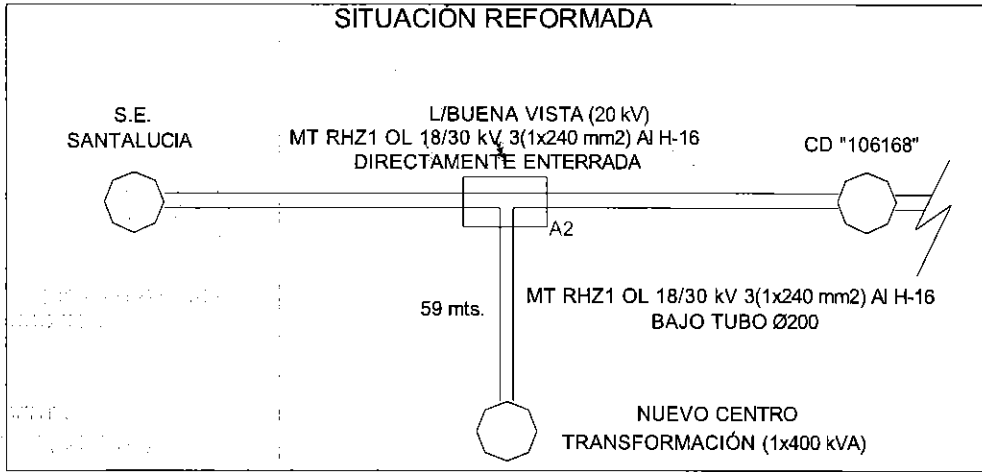 SITUACIÓN REFORMADA
S.E.
SANTALUCIA
L/BUENA VISTA (20 kV)
MT RHZ1 OL 18/30 kV 3(1x240 mm2) Al H-16
DIRECTAMENTE ENTERRADA
CD "106168"
A2
59 mts.
MT RHZ1 OL 18/30 kV 3(1x240 mm2) Al H-16
BAJO TUBO Ø200
NUEVO CENTRO
TRANSFORMACIÓN (1x400 kVA)